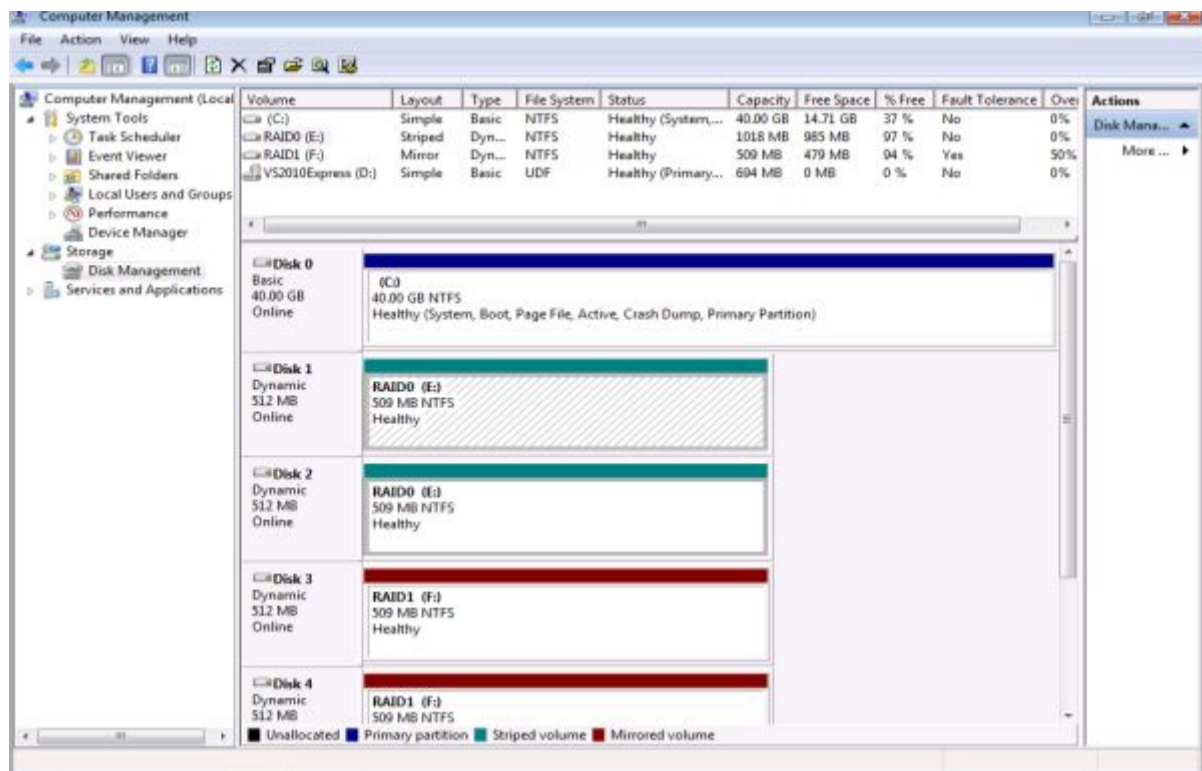 Computer Management
File Action View Help
Computer Management (Local
System Tools
Task Scheduler
Event Viewer
Shared Folders
Local Users and Groups
Performance
Device Manager
Storage
Disk Management
Services and Applications
Volume Layout Type File System Status Capacity Free Space % Free Fault Tolerance Over
(C:) Simple Basic NTFS Healthy (System,... 40.00 GB 14.71 GB 37 % No 0%
RAID0 (E:) Striped Dyn... NTFS Healthy 1018 MB 985 MB 97 % No 0%
RAID1 (F:) Mirror Dyn... NTFS Healthy 509 MB 479 MB 94 % Yes 50%
VS2010Express (D:) Simple Basic UDF Healthy (Primary... 694 MB 0 MB 0 % No 0%
Disk 0
Basic
40.00 GB
Online
(C:)
40.00 GB NTFS
Healthy (System, Boot, Page File, Active, Crash Dump, Primary Partition)
Disk 1
Dynamic
512 MB
Online
RAID0 (E:)
509 MB NTFS
Healthy
Disk 2
Dynamic
512 MB
Online
RAID0 (E:)
509 MB NTFS
Healthy
Disk 3
Dynamic
512 MB
Online
RAID1 (F:)
509 MB NTFS
Healthy
Disk 4
Dynamic
512 MB
RAID1 (F:)
509 MB NTFS
Unallocated Primary partition Striped volume Mirrored volume
Actions
Disk Mana...
More ...